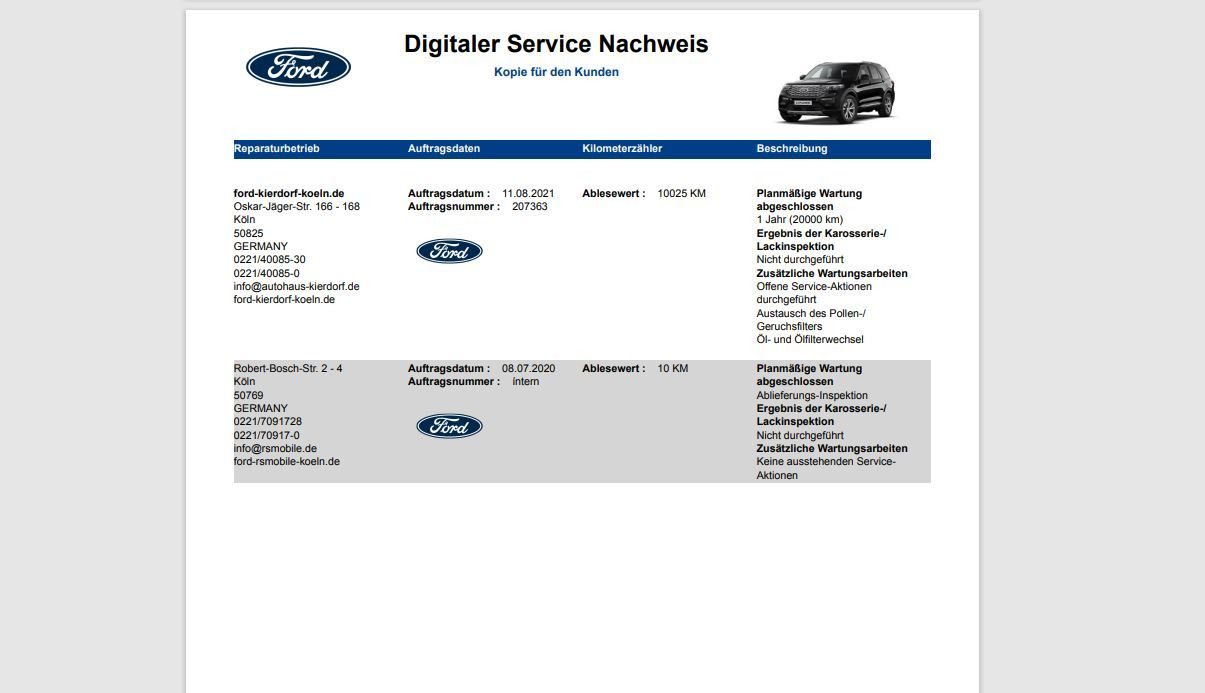 Ford
Digitaler Service Nachweis
Kopie für den Kunden
Reparaturbetrieb Auftragsdaten Kilometerzähler Beschreibung
ford-kierdorf-koeln.de
Oskar-Jäger-Str. 166 - 168
Köln
50825
GERMANY
0221/40085-30
0221/40085-0
info@autohaus-kierdorf.de
ford-kierdorf-koeln.de
Auftragsdatum : 11.08.2021
Auftragsnummer : 207363
Ford
Ablesewert : 10025 KM
Planmäßige Wartung
abgeschlossen
1 Jahr (20000 km)
Ergebnis der Karosserie-/
Lackinspektion
Nicht durchgeführt
Zusätzliche Wartungsarbeiten
Offene Service-Aktionen
durchgeführt
Austausch des Pollen-/
Geruchsfilters
Öl- und Ölfilterwechsel
Robert-Bosch-Str. 2 - 4
Köln
50769
GERMANY
0221/7091728
0221/70917-0
info@rsmobile.de
ford-rsmobile-koeln.de
Auftragsdatum : 08.07.2020
Auftragsnummer : íntern
Ford
Ablesewert : 10 KM
Planmäßige Wartung
abgeschlossen
Ablieferungs-Inspektion
Ergebnis der Karosserie-/
Lackinspektion
Nicht durchgeführt
Zusätzliche Wartungsarbeiten
Keine ausstehenden Service-
Aktionen